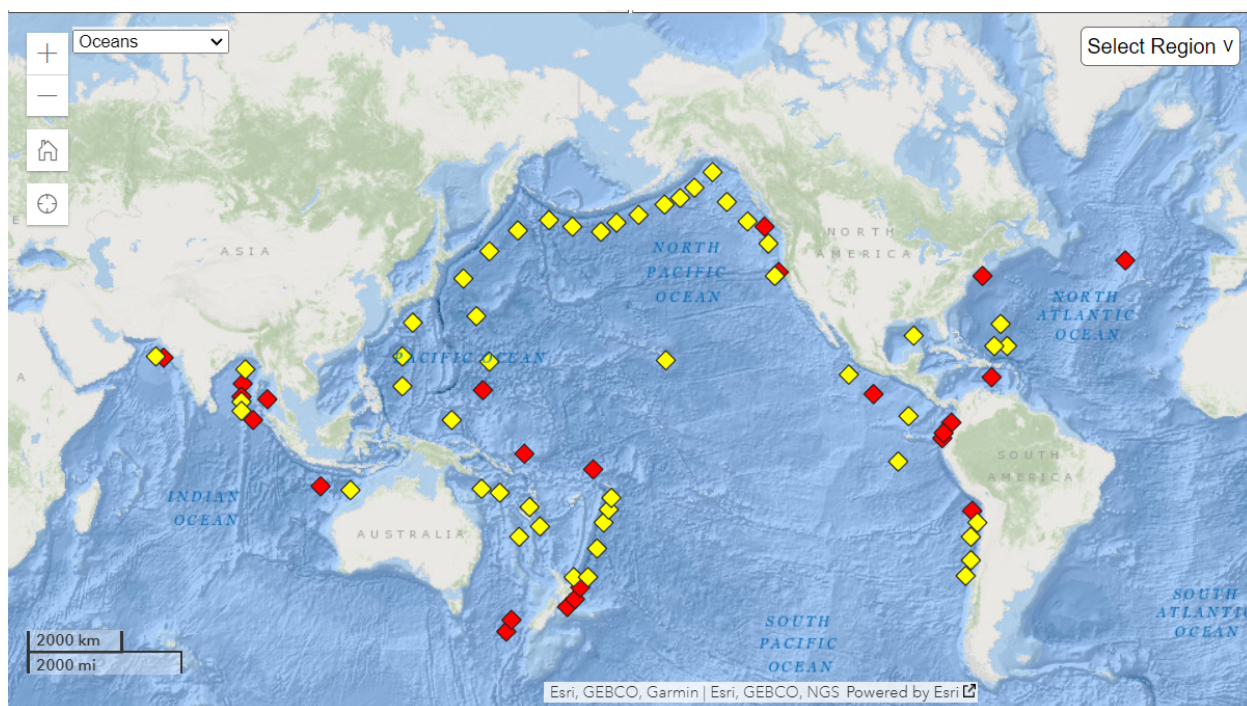 +
Oceans
Select Region V
−
ASIA
NORTH
AMERICA
NORTH
PACIFIC
OCEAN
NORTH
ATLANTIC
OCEAN
PACIFIC OCEAN
A
SOUTH
AMERICA
INDIAN
OCEAN
AUSTRALIA
SOUTH
PACIFIC
OCEAN
SOUTH
ATLANTIC
OCEAN
2000 km
2000 mi
Esri, GEBCO, Garmin | Esri, GEBCO, NGS Powered by Esri